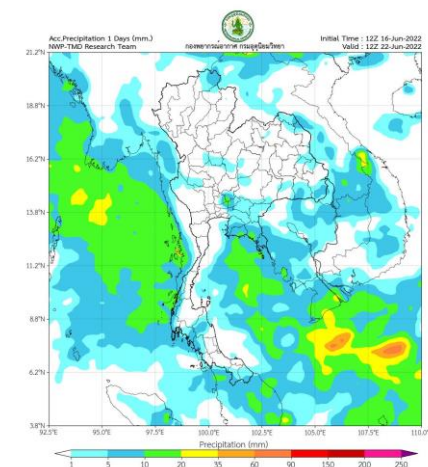 Acc.Precipitation 1 Days (mm.)
NWP-TMD Research Team
กองพยากรณ์อากาศ กรมอุตุนิยมวิทยา
Initial Time : 12Z 16-Jun-2022
Valid : 12Z 22-Jun-2022
21.2°N
18.8°N
16.2°N
13.8°N
11.2°N
8.8°N
6.2°N
3.8°N
92.5°E 95.0°E 97.5°E 100.0°E 102.5°E 105.0°E 107.5°E 110.0°
Precipitation (mm)
1 5 10 20 35 60 90 150 200 250